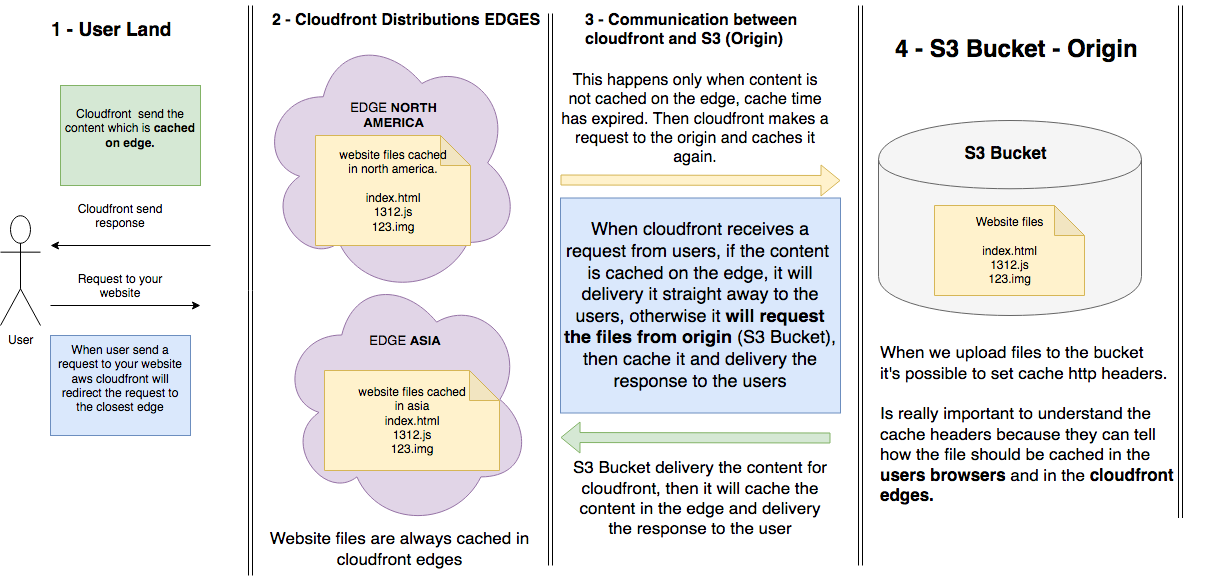 1 - User Land
Cloudfront send the
content which is cached
on edge.
Cloudfront send
response
Request to your
website
User
When user send a
request to your website
aws cloudfront will
redirect the request to
the closest edge
2 - Cloudfront Distributions EDGES
EDGE NORTH
AMERICA
website files cached
in north america.
index.html
1312.js
123.img
EDGE ASIA
website files cached
in asia
index.html
1312.js
123.img
Website files are always cached in
cloudfront edges
3 - Communication between
cloudfront and S3 (Origin)
This happens only when content is
not cached on the edge, cache time
has expired. Then cloudfront makes a
request to the origin and caches it
again.
When cloudfront receives a
request from users, if the content
is cached on the edge, it will
delivery it straight away to the
users, otherwise it will request
the files from origin (S3 Bucket),
then cache it and delivery the
response to the users
S3 Bucket delivery the content for
cloudfront, then it will cache the
content in the edge and delivery
the response to the user
4 - S3 Bucket - Origin
S3 Bucket
Website files
index.html
1312.js
123.img
When we upload files to the bucket
it's possible to set cache http headers.
Is really important to understand the
cache headers because they can tell
how the file should be cached in the
users browsers and in the cloudfront
edges.